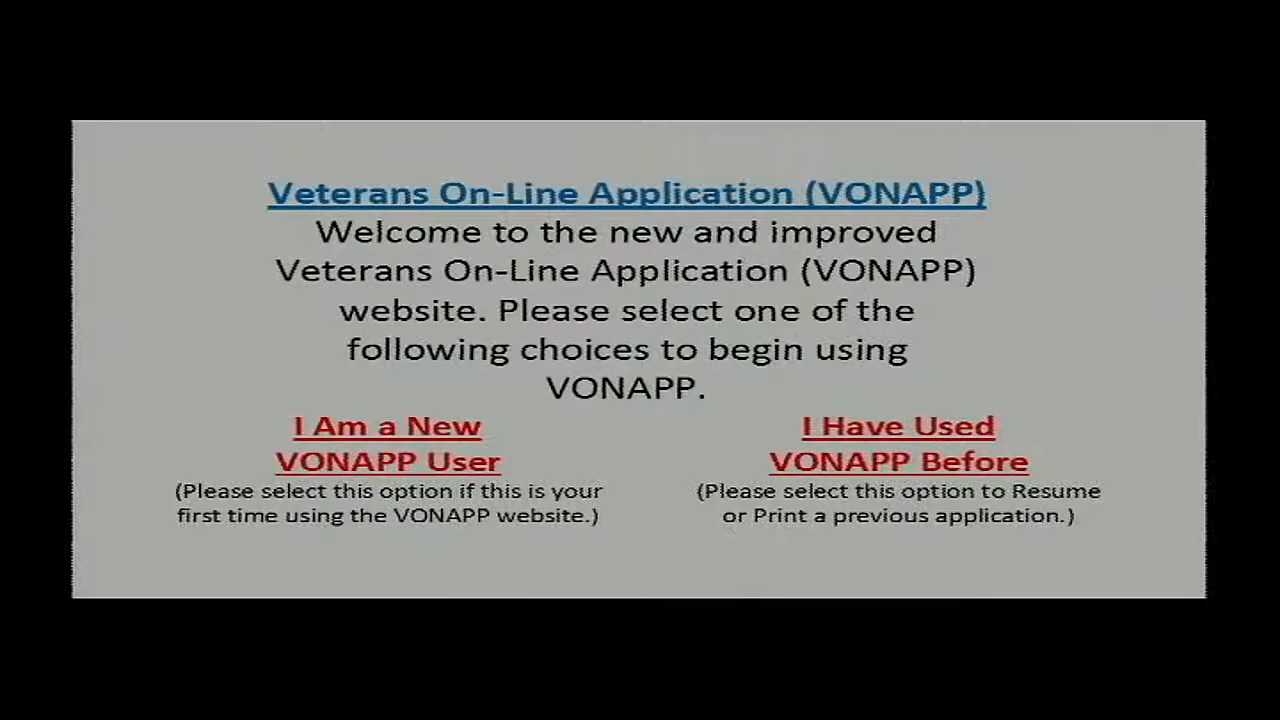 Veterans On-Line Application (VONAPP)
Welcome to the new and improved
Veterans On-Line Application (VONAPP)
website. Please select one of the
following choices to begin using
VONAPP.
I Am a New
VONAPP User
(Please select this option if this is your
first time using the VONAPP website.)
I Have Used
VONAPP Before
(Please select this option to Resume
or Print a previous application.)